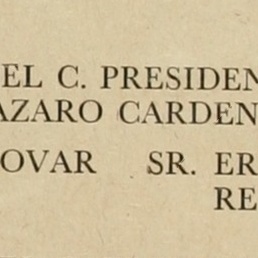 EL C. PRESIDEN
AZARO CARDEN
OVAR SR. ER
RE